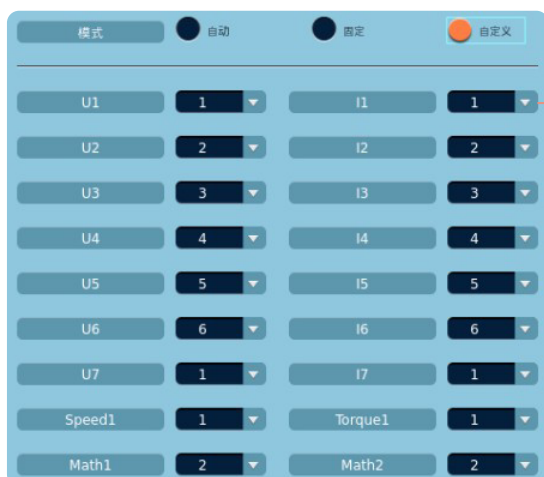 模式 自动 固定 自定义
U1 1 I1 1
U2 2 I2 2
U3 3 I3 3
U4 4 I4 4
U5 5 I5 5
U6 6 I6 6
U7 1 I7 1
Speed1 1 Torque1 1
Math1 2 Math2 2